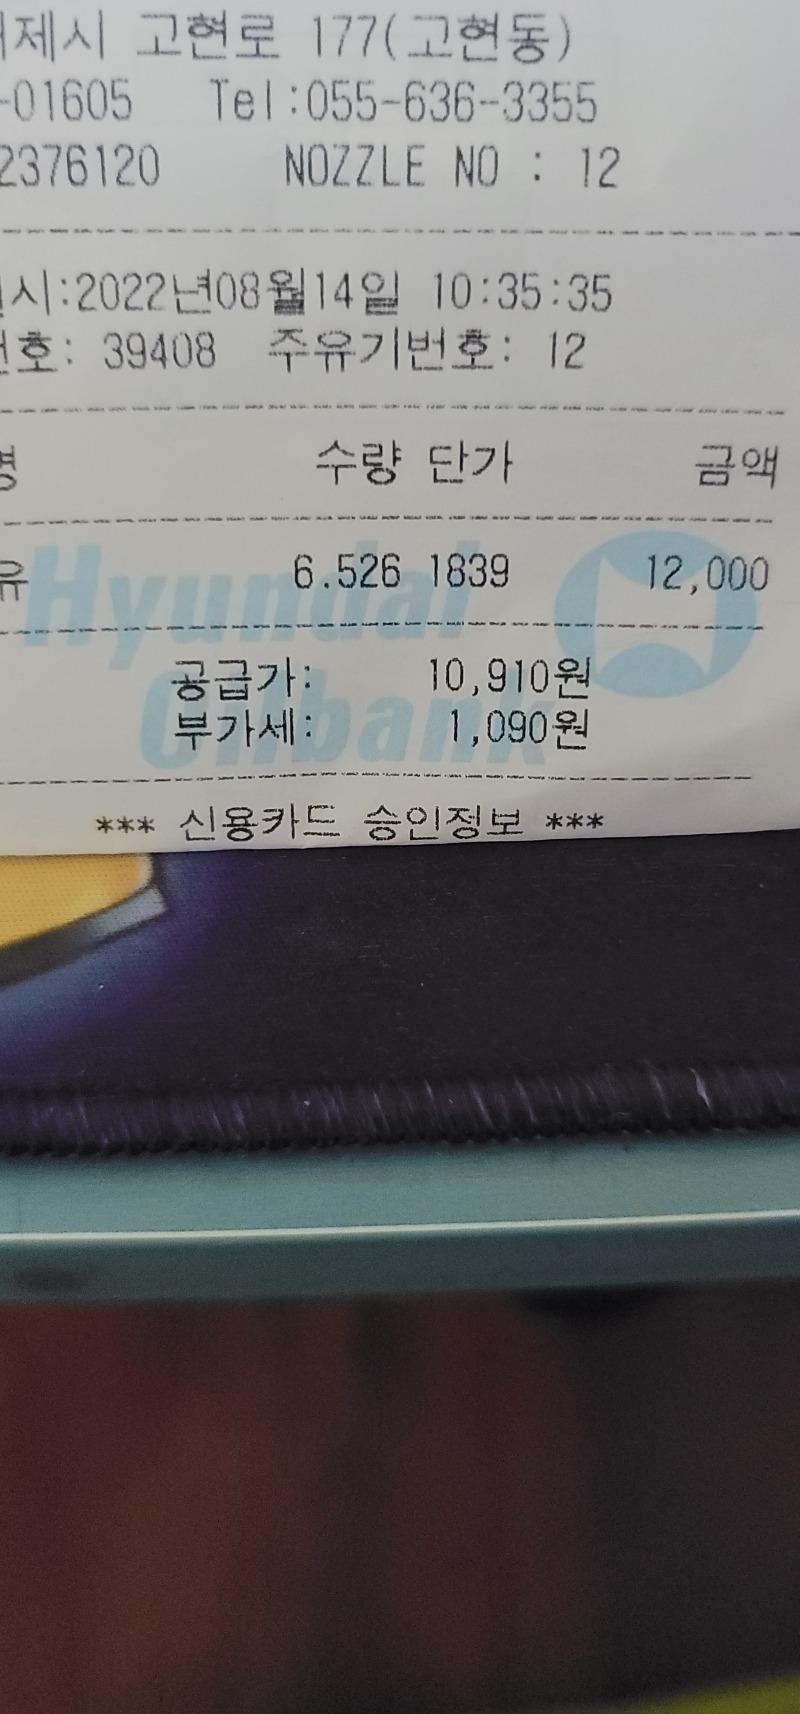 제시 고현로 177(고현동)
-01605 Tel:055-636-3355
2376120 NOZZLE NO : 12
시:2022년08월14일 10:35:35
호: 39408 주유기번호: 12
명 수량 단가 금액
유 6.526 1839 12,000
Hyundai
Oilbank
공급가: 10,910원
부가세: 1,090원
*** 신용카드 승인정보 ***